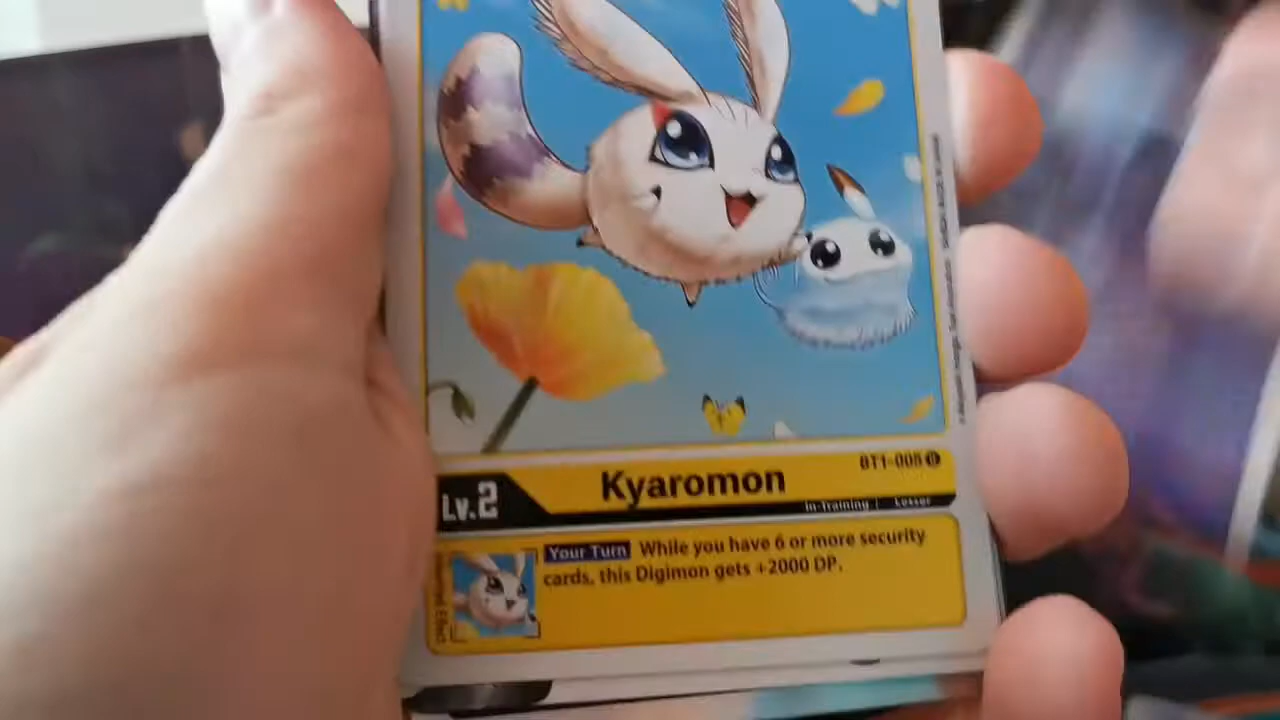 BT1-005 U
Kyaromon
Lv.2
In-Training | Lesser
Your Turn While you have 6 or more security
cards, this Digimon gets +2000 DP.